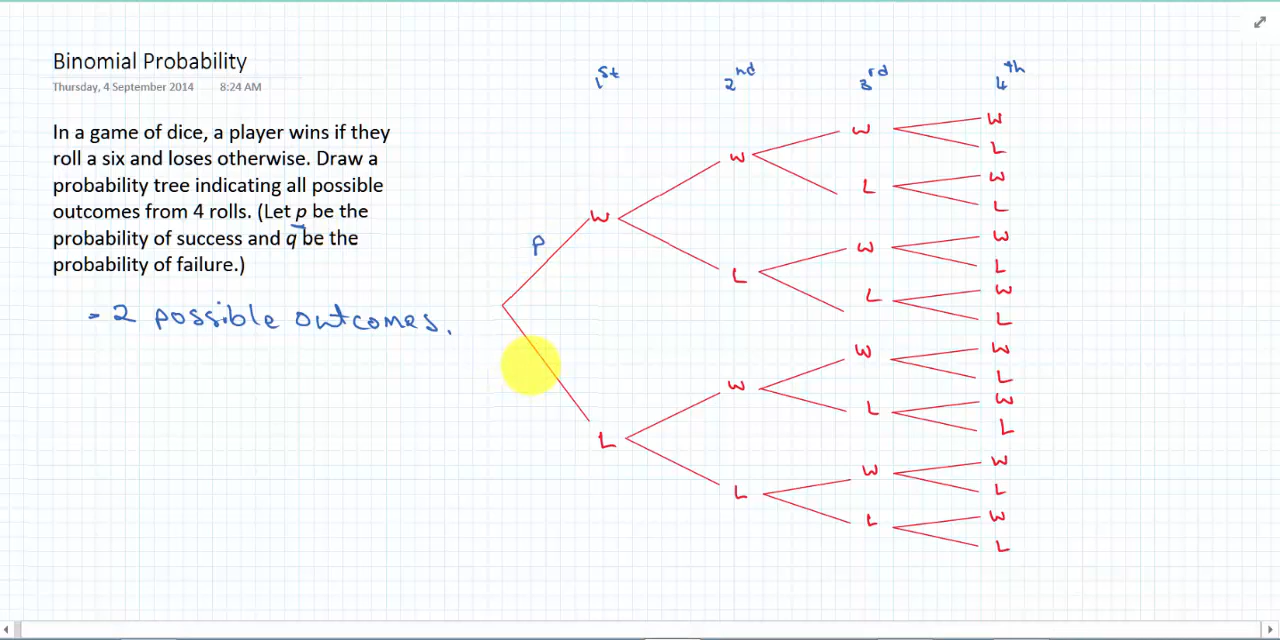 Binomial Probability
Thursday, 4 September 2014 8:24 AM
In a game of dice, a player wins if they
roll a six and loses otherwise. Draw a
probability tree indicating all possible
outcomes from 4 rolls. (Let p be the
probability of success and q be the
probability of failure.)
- 2 possible outcomes.
1st 2nd 3rd 4th
W
L
W
W
L
W
L
W
L
W
L
W
L
p
W
L
W
L
W
L
W
L
W
L
W
L
W
L
W
L
W
L